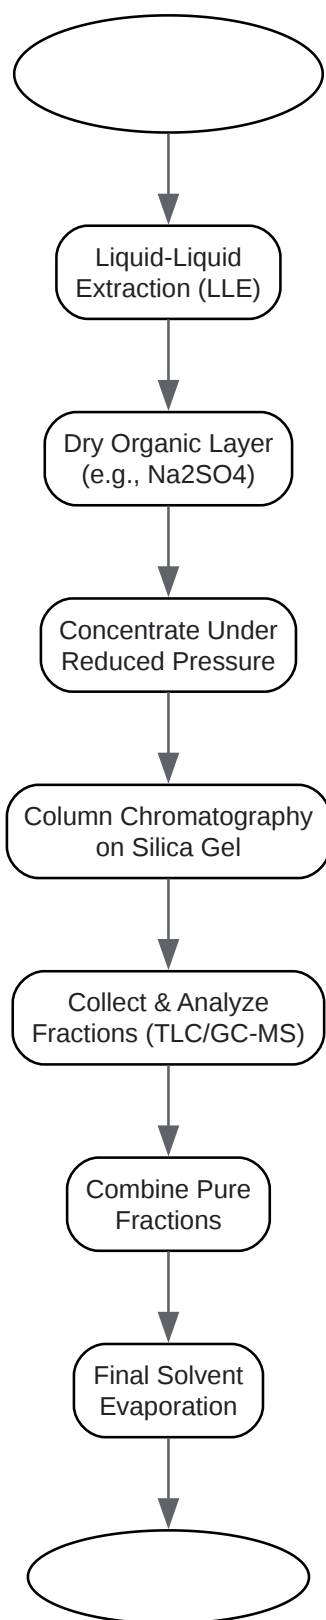 Liquid-Liquid
Extraction (LLE)
Dry Organic Layer
(e.g., Na2SO4)
Concentrate Under
Reduced Pressure
Column Chromatography
on Silica Gel
Collect & Analyze
Fractions (TLC/GC-MS)
Combine Pure
Fractions
Final Solvent
Evaporation